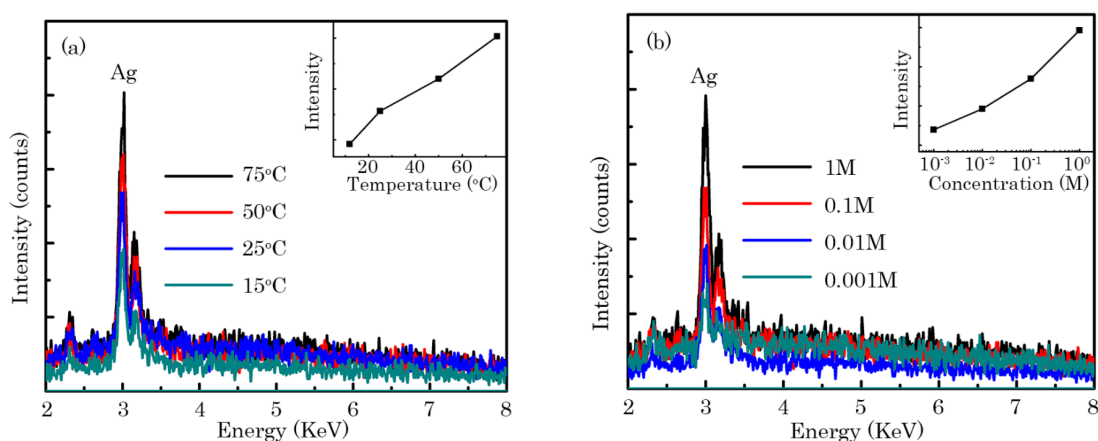 (a)
Ag
Intensity (counts)
75°C
50°C
25°C
15°C
2 3 4 5 6 7 8
Energy (KeV)
Intensity
20 40 60
Temperature (°C)
(b)
Ag
Intensity (counts)
1M
0.1M
0.01M
0.001M
2 3 4 5 6 7 8
Energy (KeV)
Intensity
10⁻³ 10⁻² 10⁻¹ 10⁰
Concentration (M)